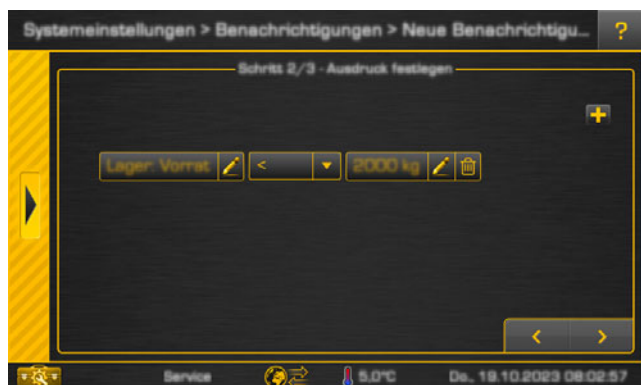 Systemeinstellungen > Benachrichtigungen > Neue Benachrichtigu... ?
Schritt 2/3 - Ausdruck festlegen
+
Lager: Vorrat < 2000 kg
< >
Service 5,0°C Do., 19.10.2023 08:02:57